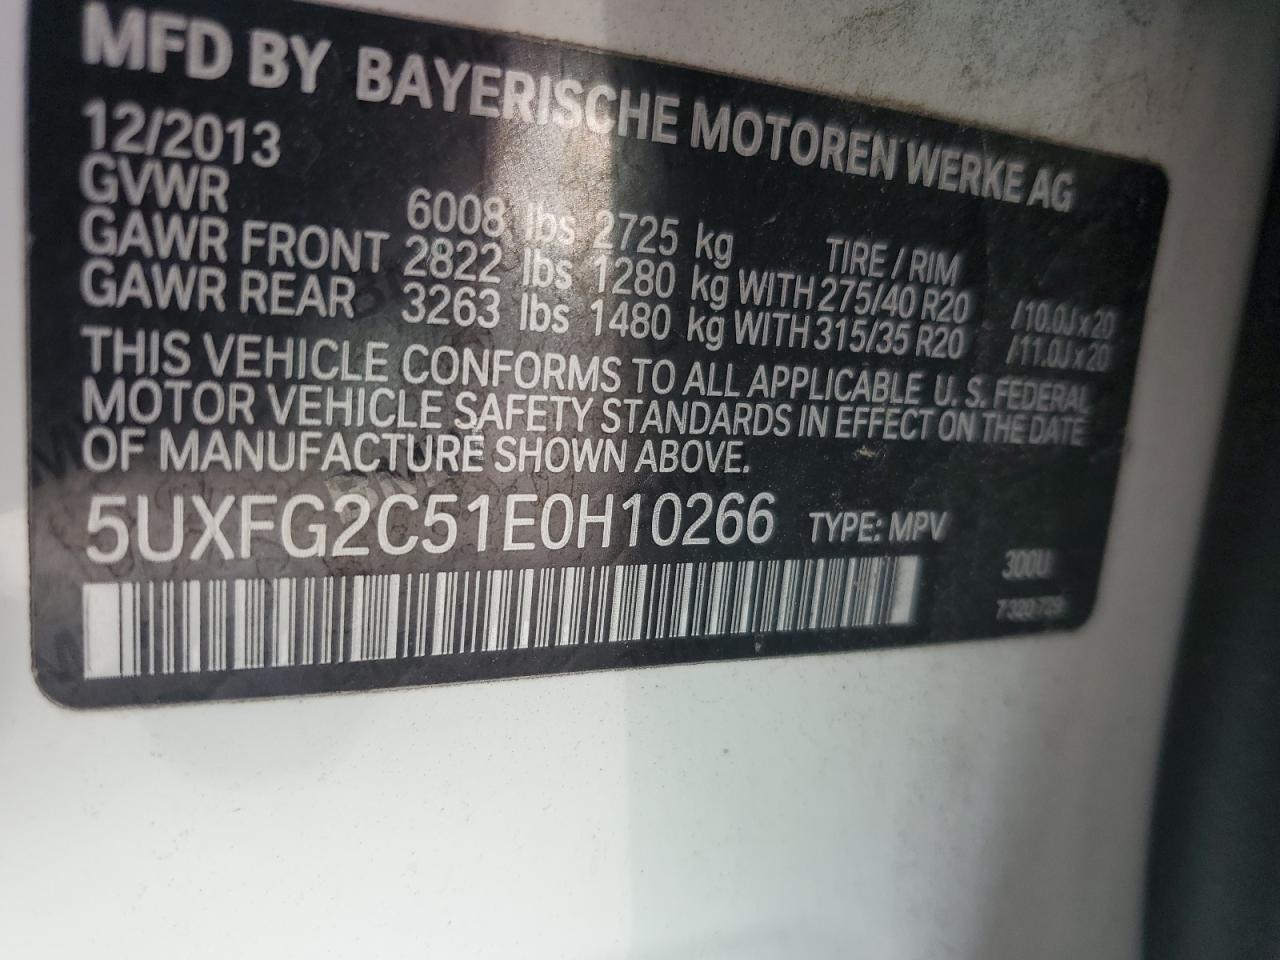 MFD BY BAYERISCHE MOTOREN WERKE AG
12/2013
GVWR 6008 lbs 2725 kg TIRE / RIM
GAWR FRONT 2822 lbs 1280 kg WITH 275/40 R20 /10.0J x 20
GAWR REAR 3263 lbs 1480 kg WITH 315/35 R20 /11.0J x 20
THIS VEHICLE CONFORMS TO ALL APPLICABLE U. S. FEDERAL
MOTOR VEHICLE SAFETY STANDARDS IN EFFECT ON THE DATE
OF MANUFACTURE SHOWN ABOVE.
5UXFG2C51E0H10266 TYPE: MPV
300U